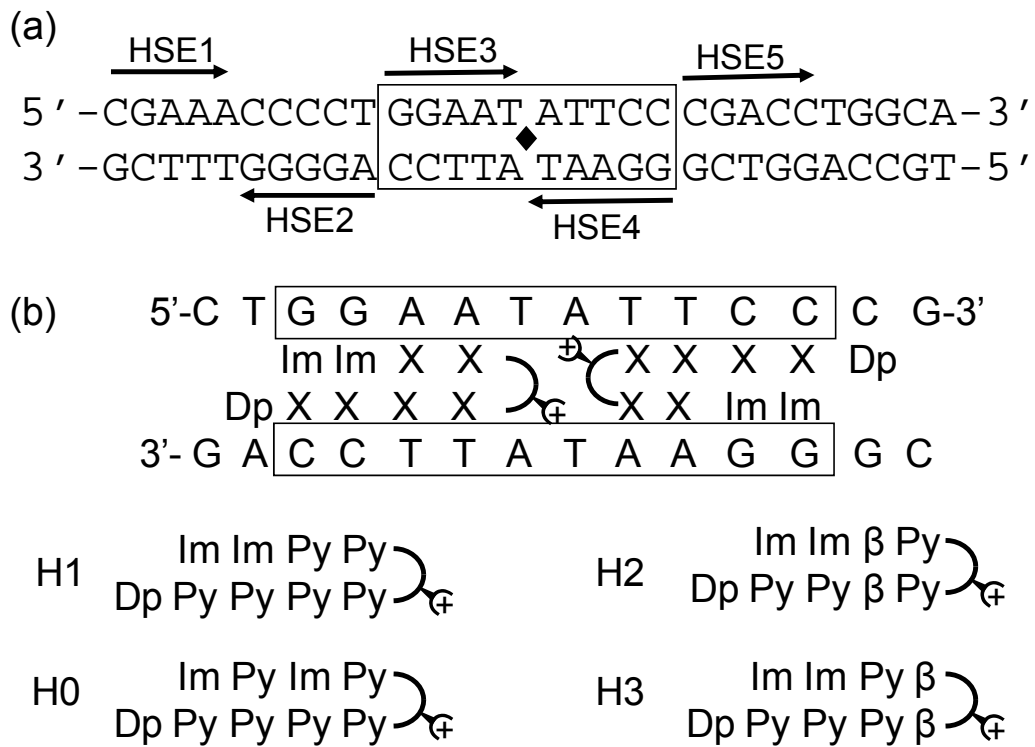 (a)
HSE1 HSE3 HSE5
5'-CGAAACCCCT GGAAT ATTCC CGACCTGGCA-3'
3'-GCTTTGGGGA CCTTA TAAGG GCTGGACCGT-5'
HSE2 HSE4
(b)
5'-C T G G A A T A T T C C C G-3'
Im Im X X + X X X X Dp
Dp X X X X + X X Im Im
3'- G A C C T T A T A A G G G C
H1
Im Im Py Py
Dp Py Py Py Py +
H2
Im Im β Py
Dp Py Py β Py +
H0
Im Py Im Py
Dp Py Py Py Py +
H3
Im Im Py β
Dp Py Py Py β +